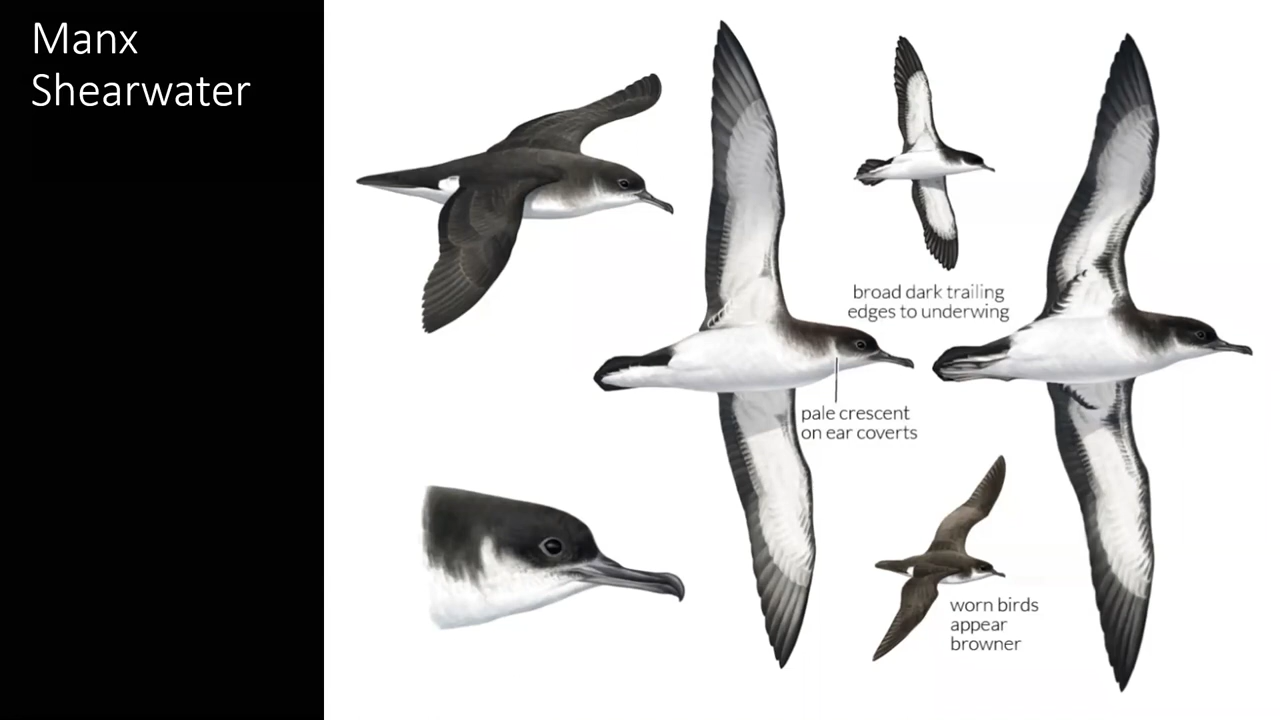 Manx
Shearwater
broad dark trailing
edges to underwing
pale crescent
on ear coverts
worn birds
appear
browner